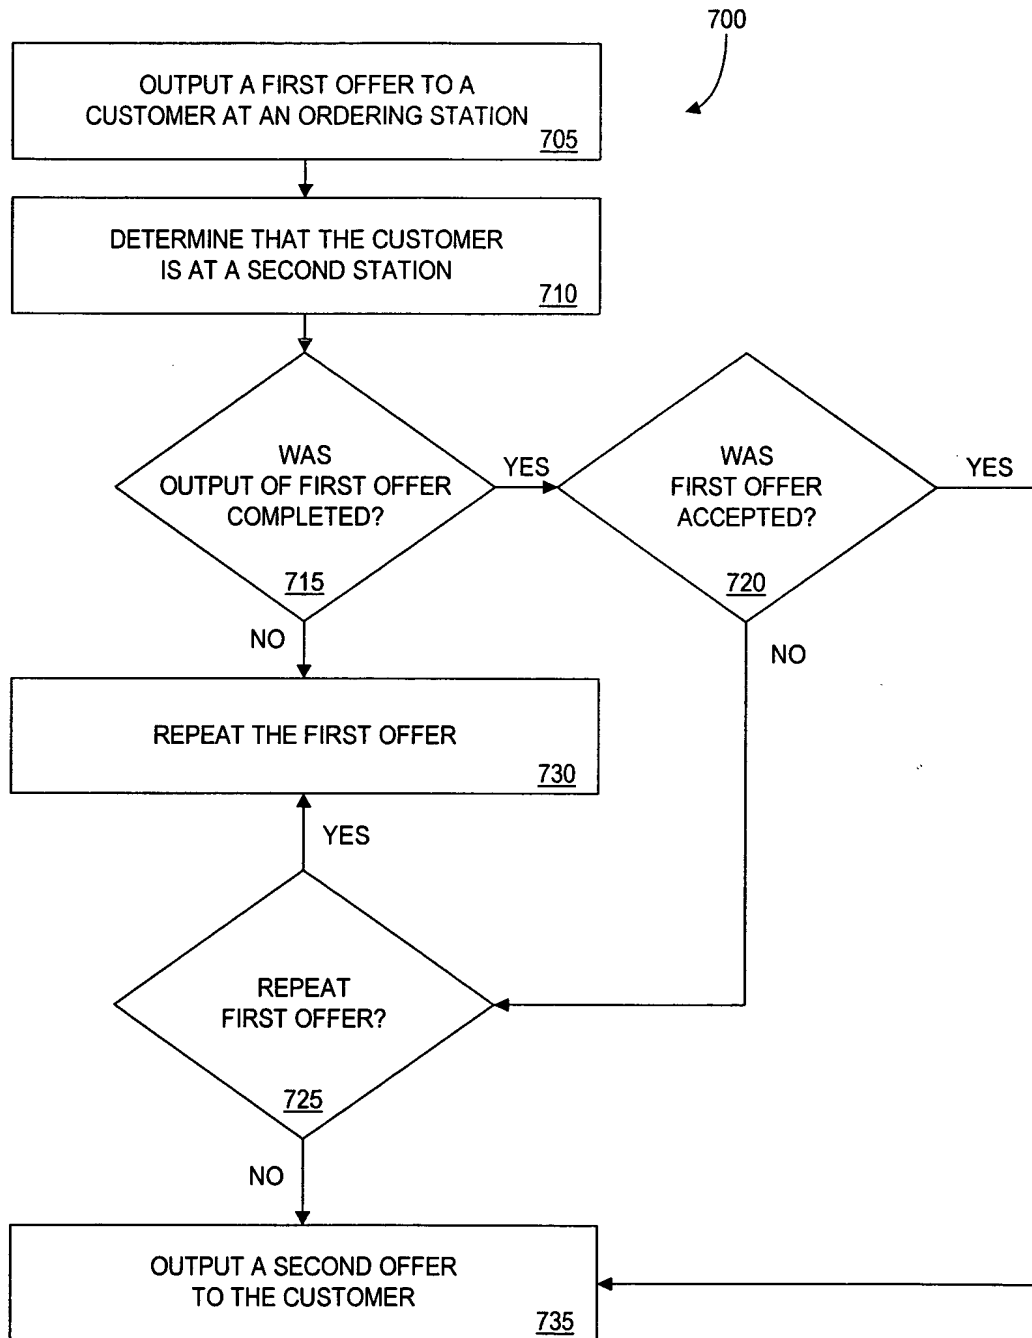 700
OUTPUT A FIRST OFFER TO A
CUSTOMER AT AN ORDERING STATION
705
DETERMINE THAT THE CUSTOMER
IS AT A SECOND STATION
710
WAS
OUTPUT OF FIRST OFFER
COMPLETED?
715
YES
WAS
FIRST OFFER
ACCEPTED?
720
YES
NO
NO
REPEAT THE FIRST OFFER
730
YES
REPEAT
FIRST OFFER?
725
NO
OUTPUT A SECOND OFFER
TO THE CUSTOMER
735